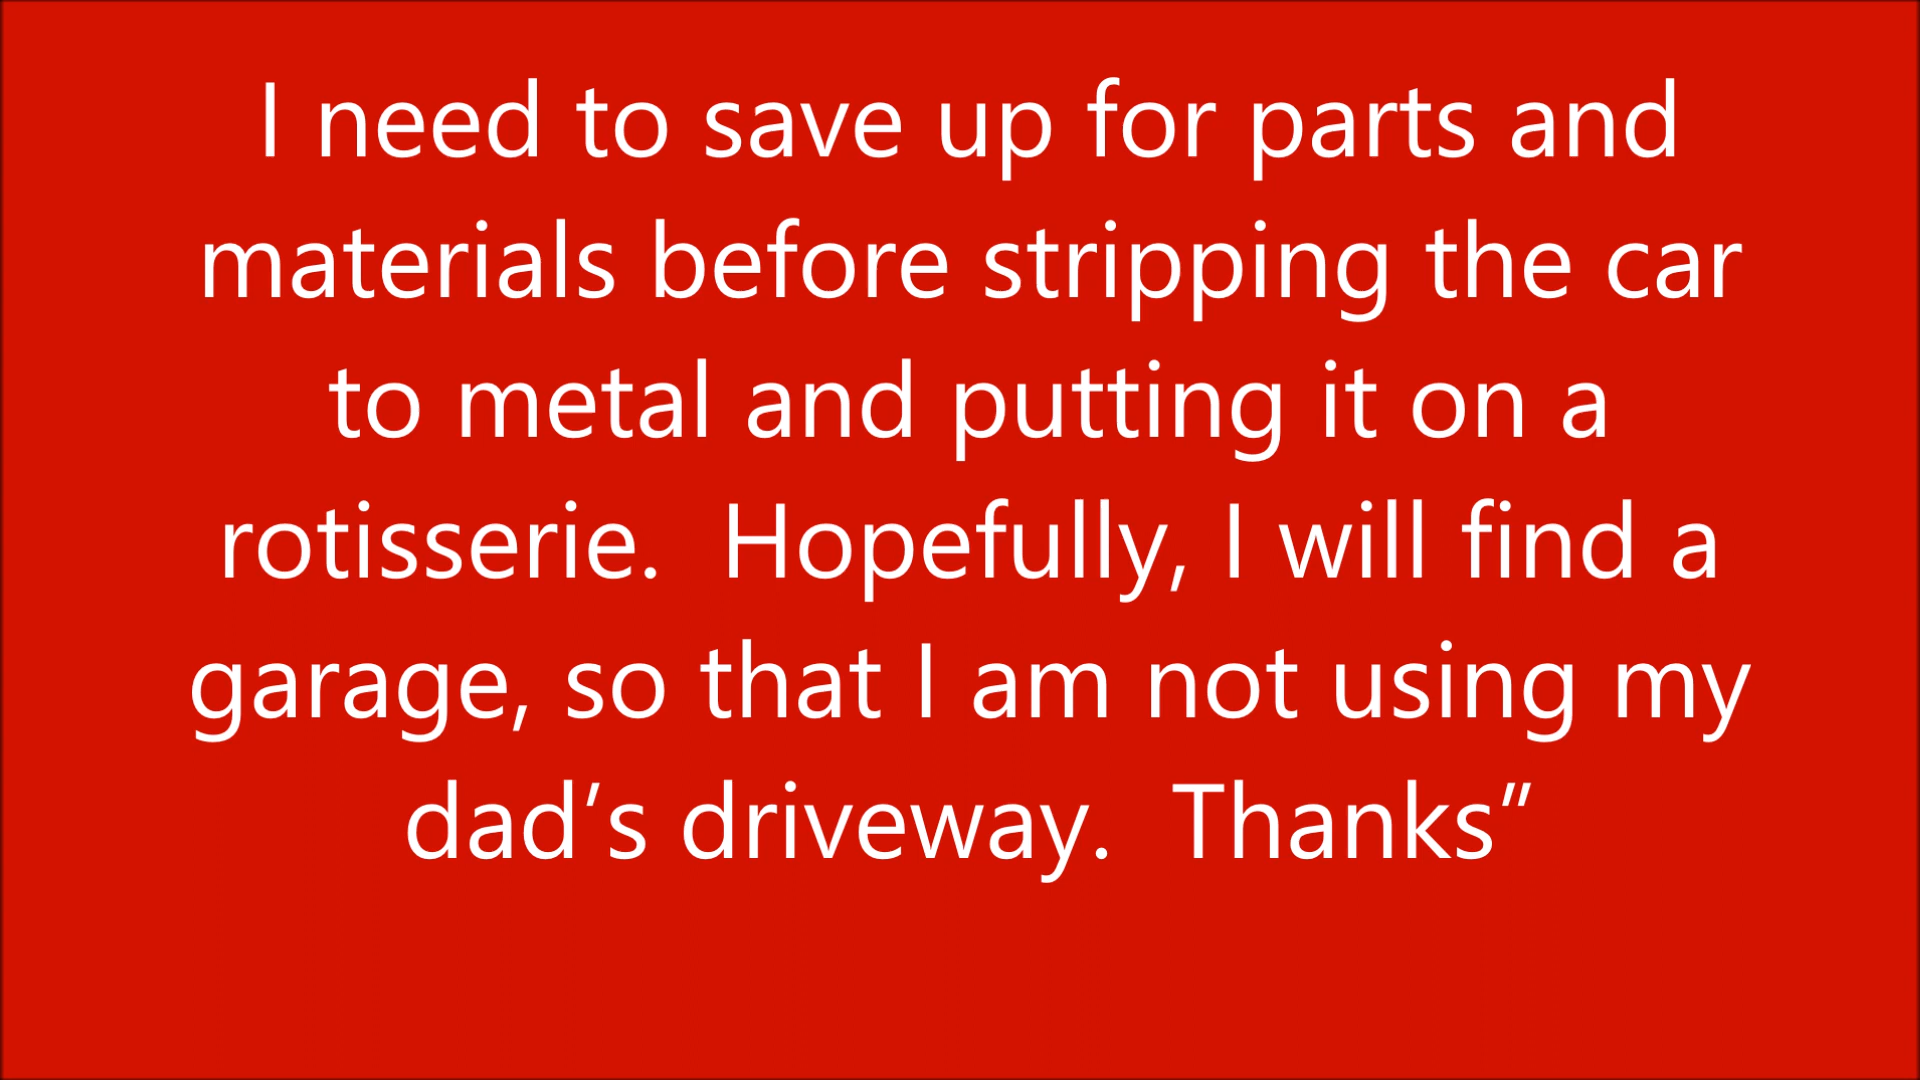 I need to save up for parts and
materials before stripping the car
to metal and putting it on a
rotisserie.  Hopefully, I will find a
garage, so that I am not using my
dad’s driveway.  Thanks”